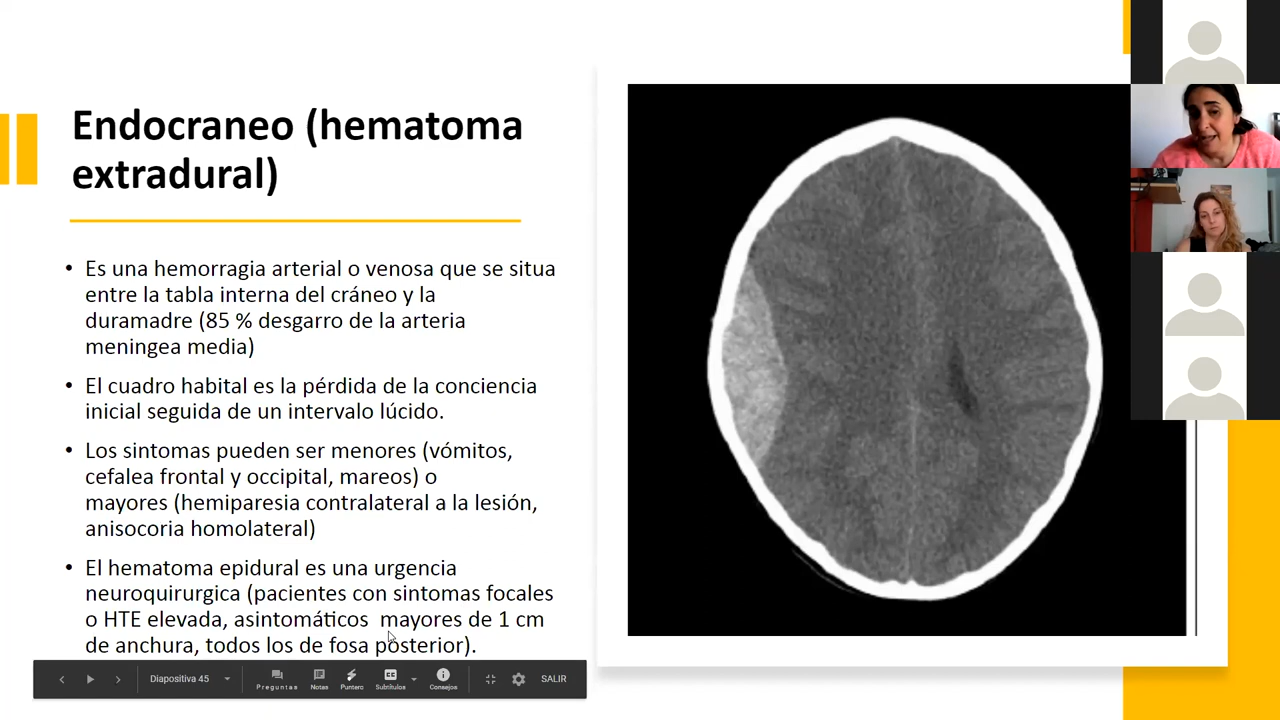 Endocraneo (hematoma
extradural)
• Es una hemorragia arterial o venosa que se situa
entre la tabla interna del cráneo y la
duramadre (85 % desgarro de la arteria
meningea media)
• El cuadro habital es la pérdida de la conciencia
inicial seguida de un intervalo lúcido.
• Los sintomas pueden ser menores (vómitos,
cefalea frontal y occipital, mareos) o
mayores (hemiparesia contralateral a la lesión,
anisocoria homolateral)
• El hematoma epidural es una urgencia
neuroquirurgica (pacientes con sintomas focales
o HTE elevada, asintomáticos mayores de 1 cm
de anchura, todos los de fosa posterior).
Diapositiva 45
Preguntas
Notas
Puntero
Subtítulos
Consejos
SALIR